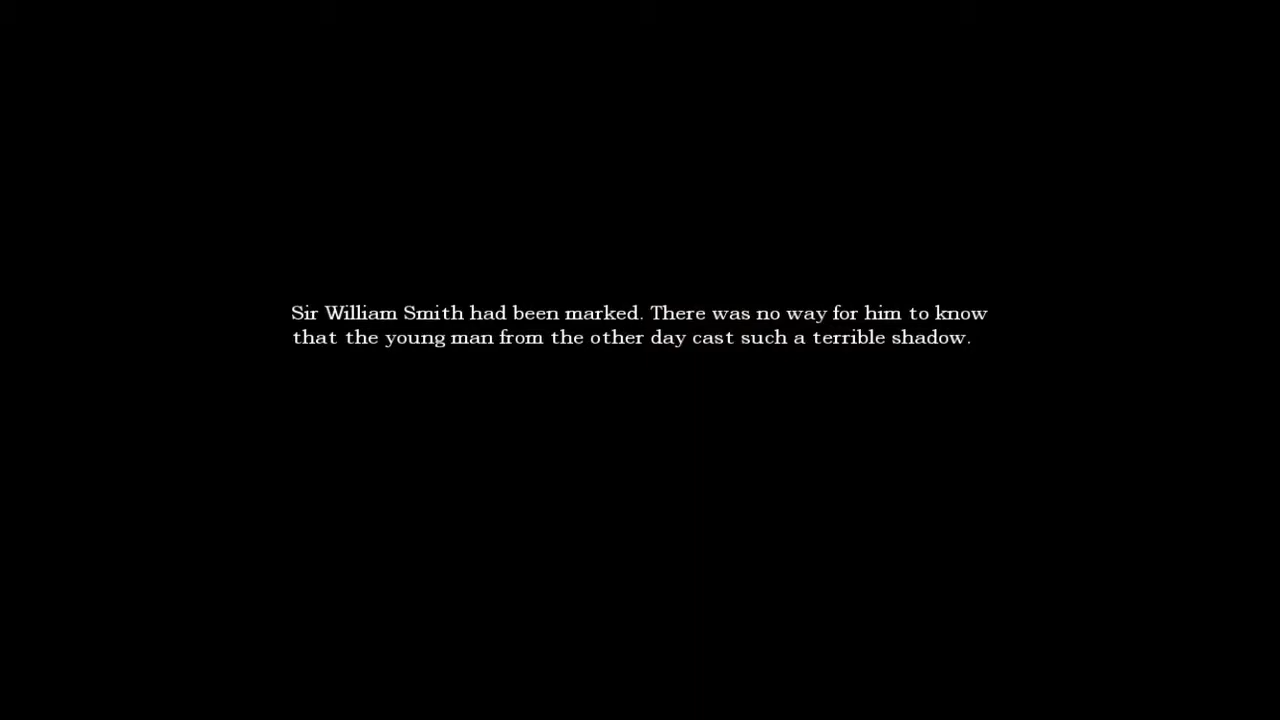 Sir William Smith had been marked. There was no way for him to know
that the young man from the other day cast such a terrible shadow.